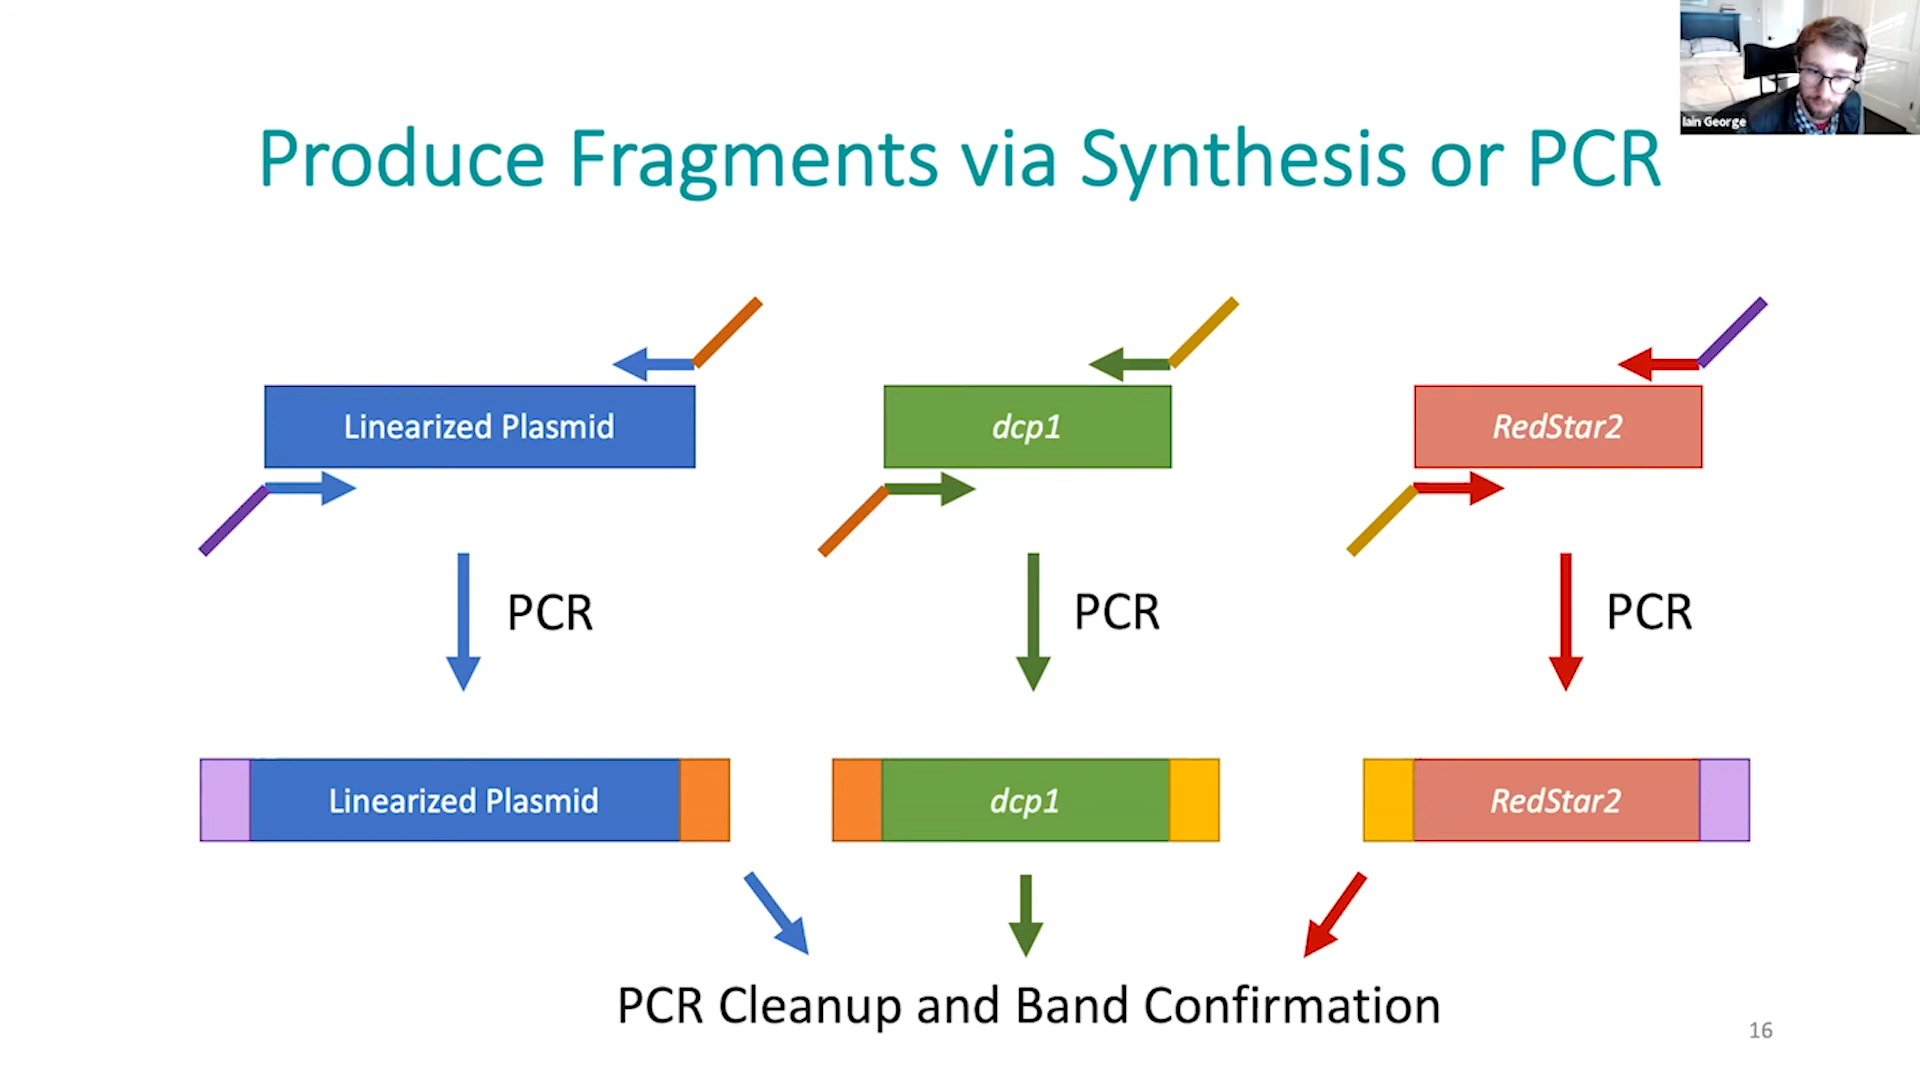 Iain George
Produce Fragments via Synthesis or PCR
Linearized Plasmid
dcp1
RedStar2
PCR
PCR
PCR
Linearized Plasmid
dcp1
RedStar2
PCR Cleanup and Band Confirmation
16